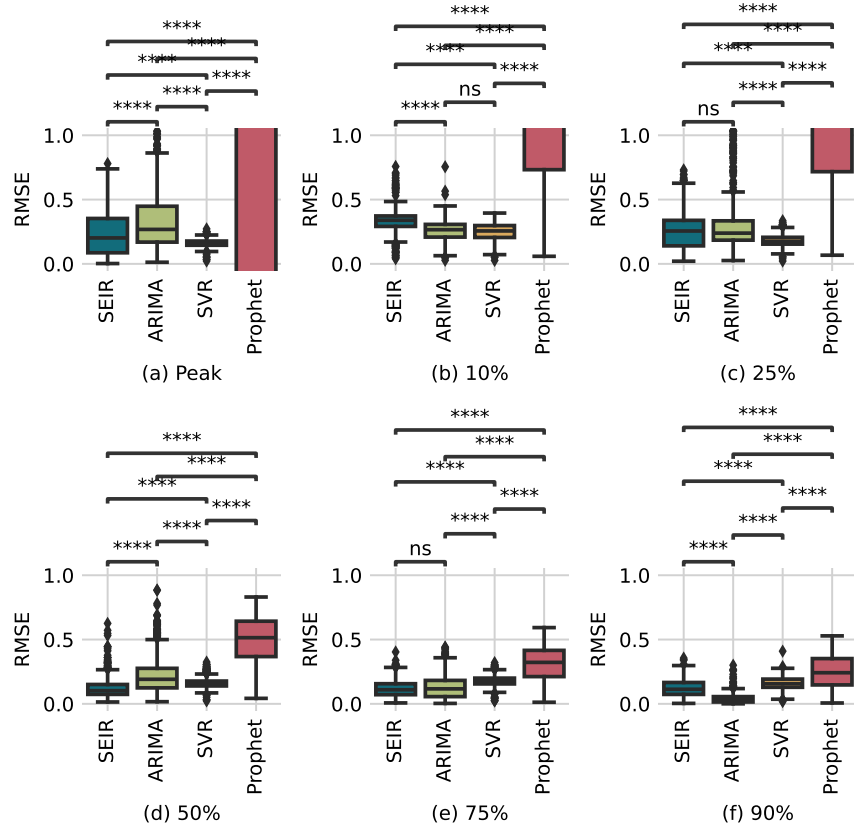 ****
****
****
****
****
****
1.0
0.5
0.0
RMSE
SEIR
ARIMA
SVR
Prophet
(a) Peak
****
****
****
****
ns
****
1.0
0.5
0.0
RMSE
SEIR
ARIMA
SVR
Prophet
(b) 10%
****
****
****
****
****
ns
1.0
0.5
0.0
RMSE
SEIR
ARIMA
SVR
Prophet
(c) 25%
****
****
****
****
****
****
1.0
0.5
0.0
RMSE
SEIR
ARIMA
SVR
Prophet
(d) 50%
****
****
****
****
****
ns
1.0
0.5
0.0
RMSE
SEIR
ARIMA
SVR
Prophet
(e) 75%
****
****
****
****
****
****
1.0
0.5
0.0
RMSE
SEIR
ARIMA
SVR
Prophet
(f) 90%